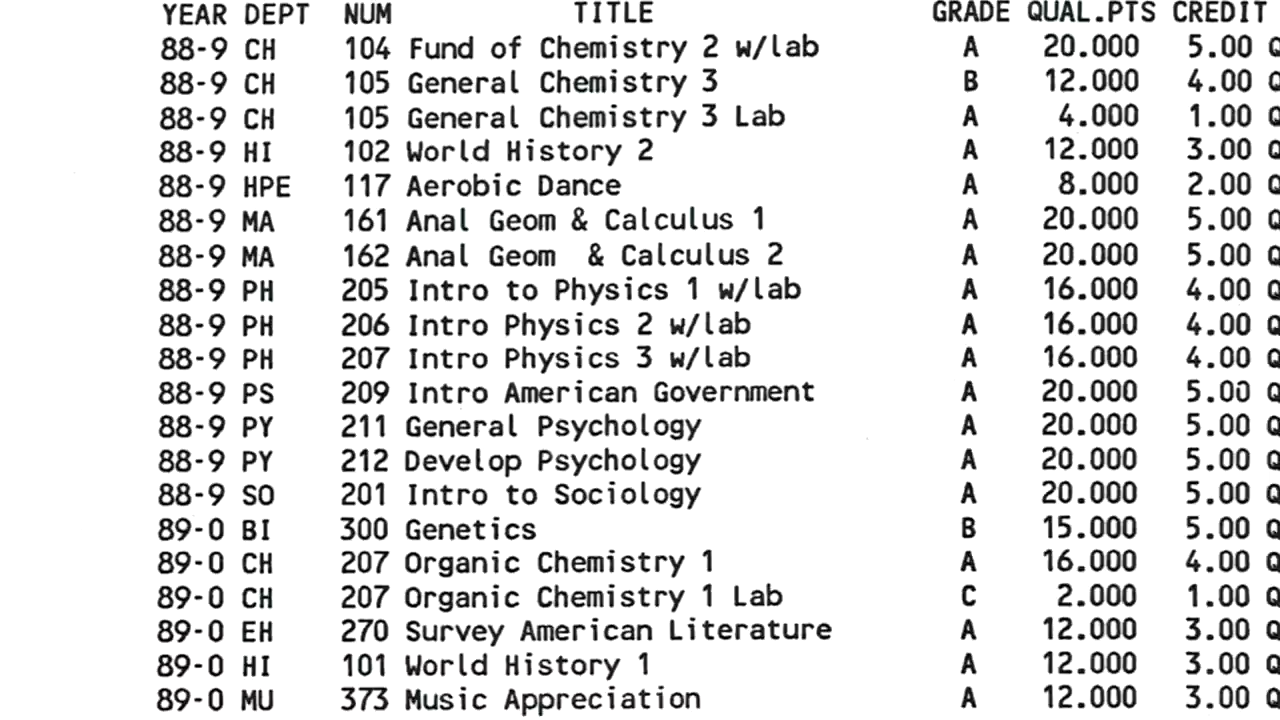 YEAR DEPT NUM TITLE GRADE QUAL.PTS CREDIT
88-9 CH 104 Fund of Chemistry 2 w/lab A 20.000 5.00 Q
88-9 CH 105 General Chemistry 3 B 12.000 4.00 Q
88-9 CH 105 General Chemistry 3 Lab A 4.000 1.00 Q
88-9 HI 102 World History 2 A 12.000 3.00 Q
88-9 HPE 117 Aerobic Dance A 8.000 2.00 Q
88-9 MA 161 Anal Geom & Calculus 1 A 20.000 5.00 Q
88-9 MA 162 Anal Geom & Calculus 2 A 20.000 5.00 Q
88-9 PH 205 Intro to Physics 1 w/lab A 16.000 4.00 Q
88-9 PH 206 Intro Physics 2 w/lab A 16.000 4.00 Q
88-9 PH 207 Intro Physics 3 w/lab A 16.000 4.00 Q
88-9 PS 209 Intro American Government A 20.000 5.00 Q
88-9 PY 211 General Psychology A 20.000 5.00 Q
88-9 PY 212 Develop Psychology A 20.000 5.00 Q
88-9 SO 201 Intro to Sociology A 20.000 5.00 Q
89-0 BI 300 Genetics B 15.000 5.00 Q
89-0 CH 207 Organic Chemistry 1 A 16.000 4.00 Q
89-0 CH 207 Organic Chemistry 1 Lab C 2.000 1.00 Q
89-0 EH 270 Survey American Literature A 12.000 3.00 Q
89-0 HI 101 World History 1 A 12.000 3.00 Q
89-0 MU 373 Music Appreciation A 12.000 3.00 Q